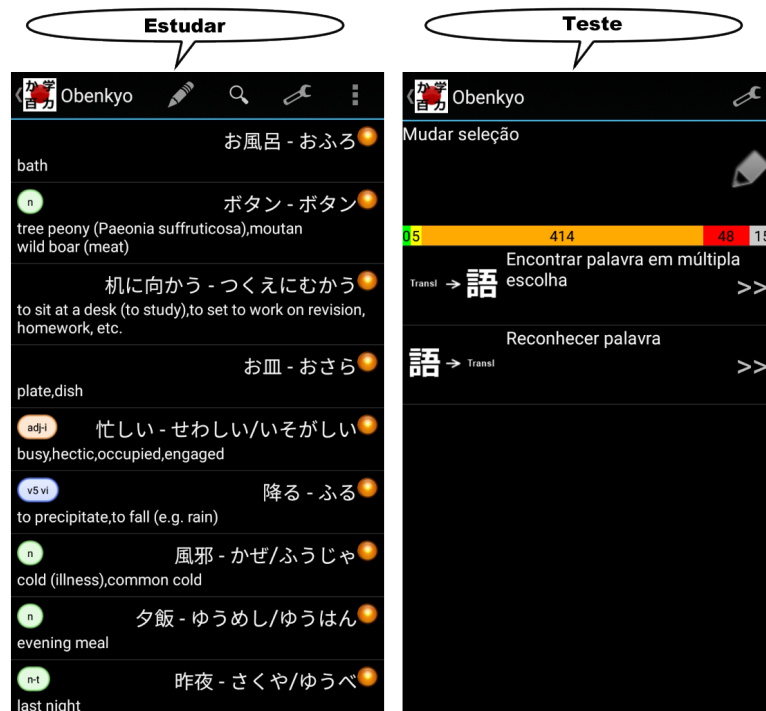 Estudar
Obenkyo
お風呂 - おふろ
bath
n
ボタン - ボタン
tree peony (Paeonia suffruticosa),moutan
wild boar (meat)
机に向かう - つくえにむかう
to sit at a desk (to study),to set to work on revision,
homework, etc.
お皿 - おさら
plate,dish
adj-i
忙しい - せわしい/いそがしい
busy,hectic,occupied,engaged
v5 vi
降る - ふる
to precipitate,to fall (e.g. rain)
n
風邪 - かぜ/ふうじゃ
cold (illness),common cold
n
夕飯 - ゆうめし/ゆうはん
evening meal
n-t
昨夜 - さくや/ゆうべ
last night
Teste
Obenkyo
Mudar seleção
05 414 48 15
Transl → 語
Encontrar palavra em múltipla
escolha
>>
語 → Transl
Reconhecer palavra
>>